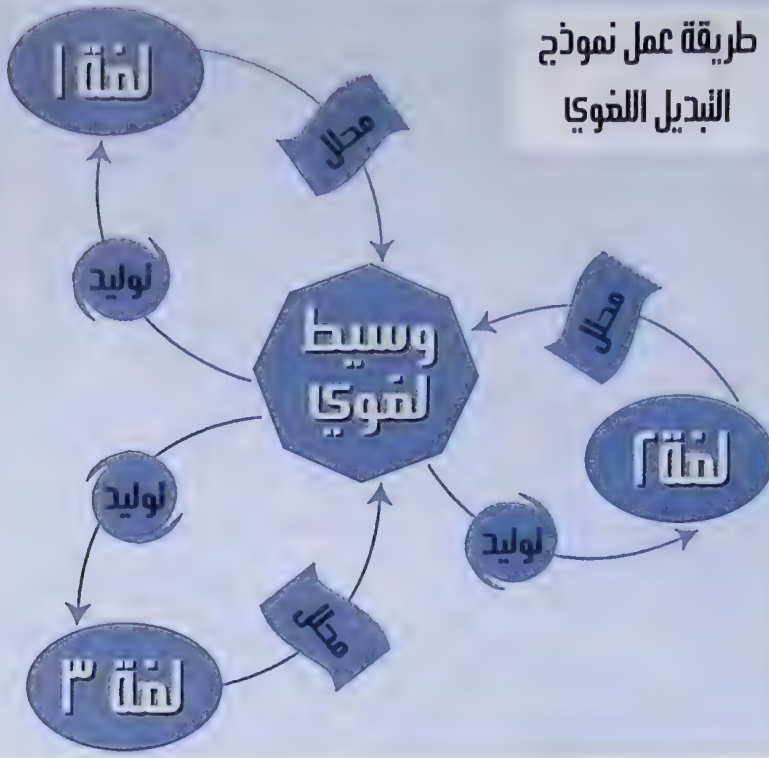 طريقة عمل نموذج
التبديل اللغوي
لغة ١
محلل
توليد
محلل
وسيط
لغوي
لغة ٢
توليد
توليد
محلل
لغة ٣